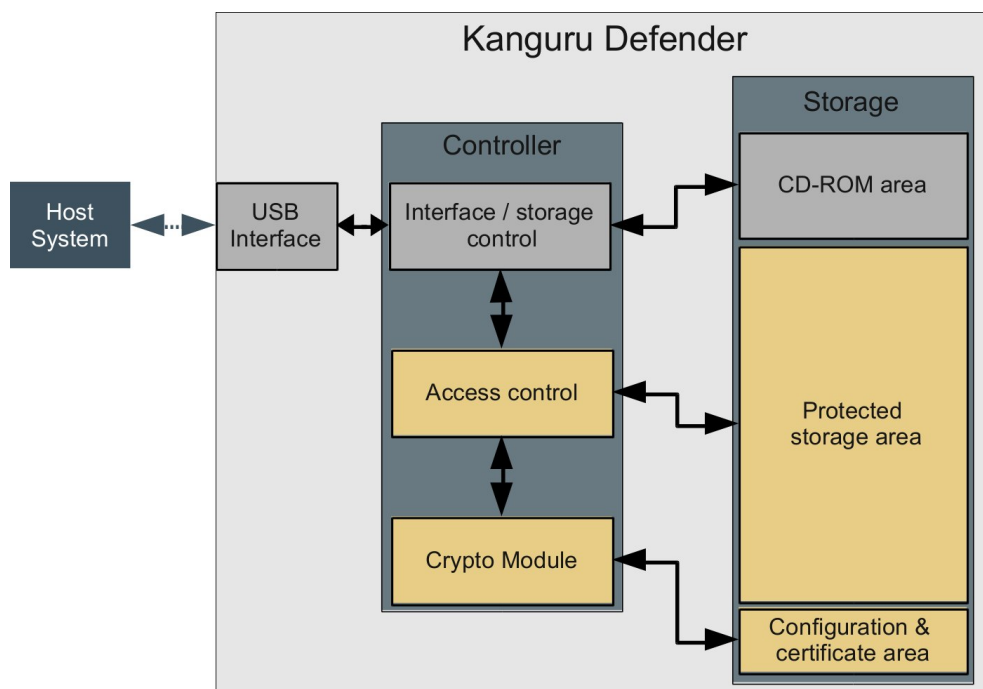 Kanguru Defender
Storage
Controller
CD-ROM area
Host
System
USB
Interface
Interface / storage
control
Access control
Protected
storage area
Crypto Module
Configuration &
certificate area